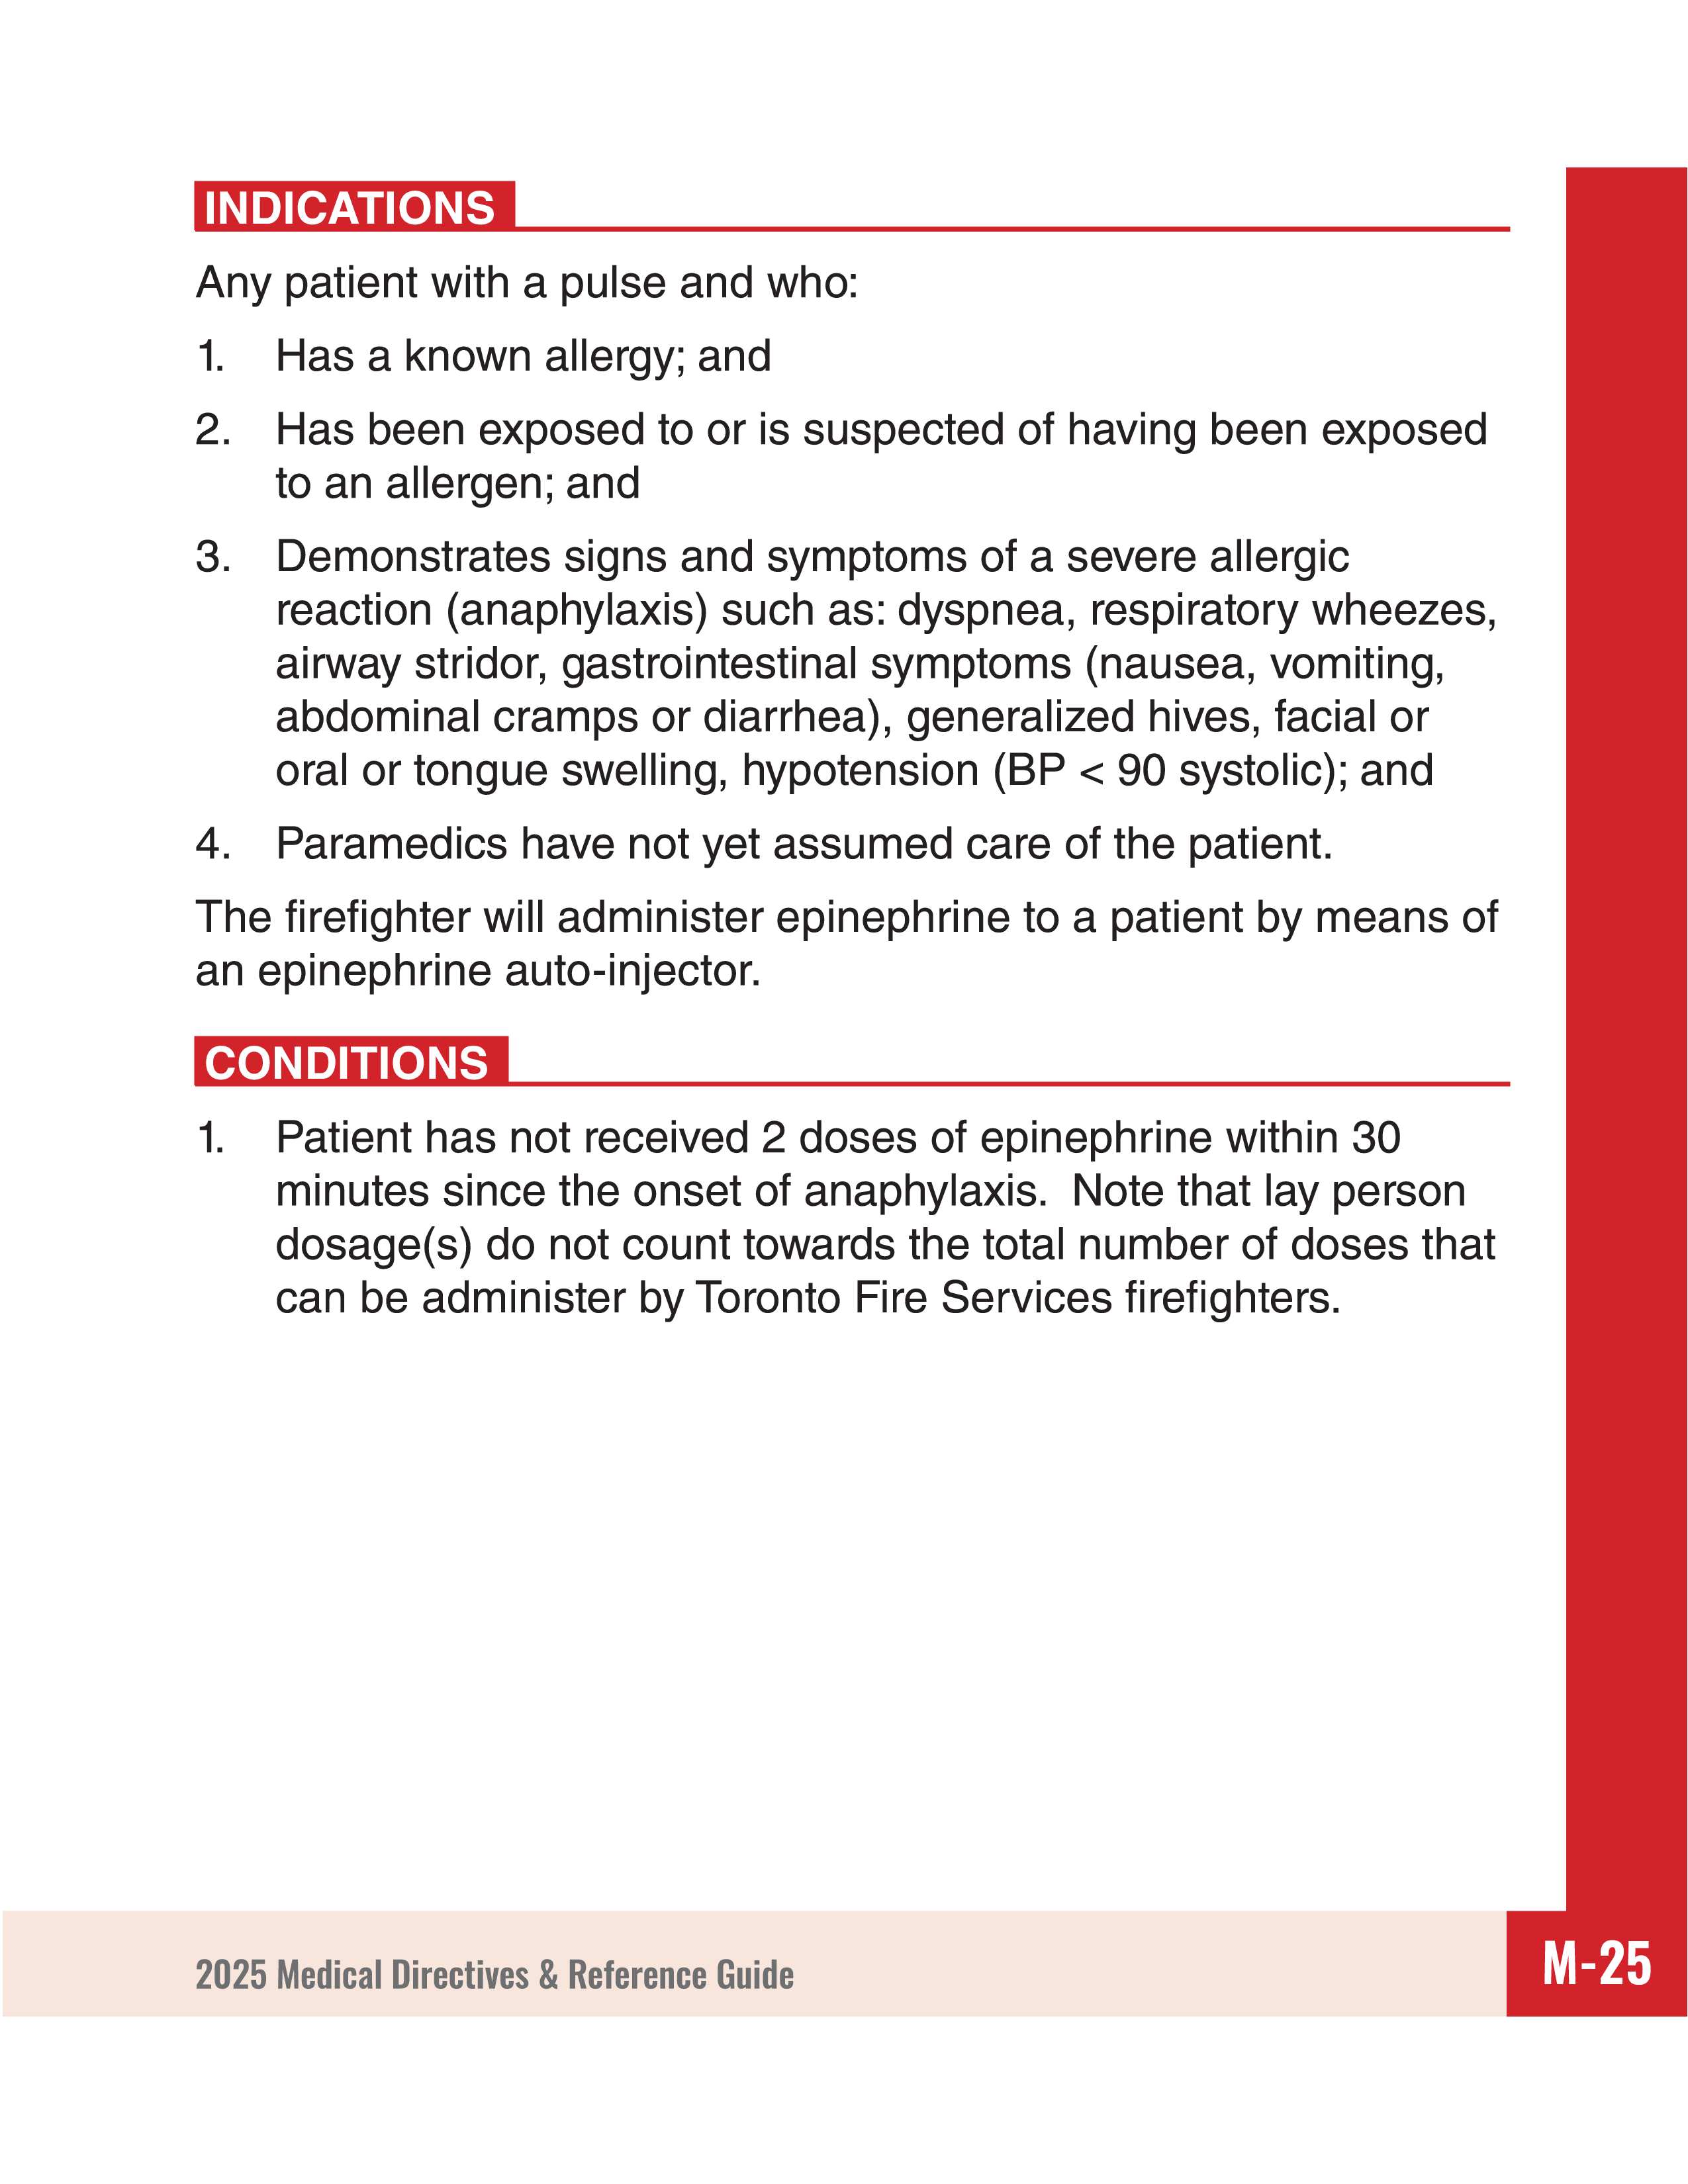 INDICATIONS
Any patient with a pulse and who:
1. Has a known allergy; and
2. Has been exposed to or is suspected of having been exposed
to an allergen; and
3. Demonstrates signs and symptoms of a severe allergic
reaction (anaphylaxis) such as: dyspnea, respiratory wheezes,
airway stridor, gastrointestinal symptoms (nausea, vomiting,
abdominal cramps or diarrhea), generalized hives, facial or
oral or tongue swelling, hypotension (BP < 90 systolic); and
4. Paramedics have not yet assumed care of the patient.
The firefighter will administer epinephrine to a patient by means of
an epinephrine auto-injector.
CONDITIONS
1. Patient has not received 2 doses of epinephrine within 30
minutes since the onset of anaphylaxis.  Note that lay person
dosage(s) do not count towards the total number of doses that
can be administer by Toronto Fire Services firefighters.
2025 Medical Directives & Reference Guide
M-25